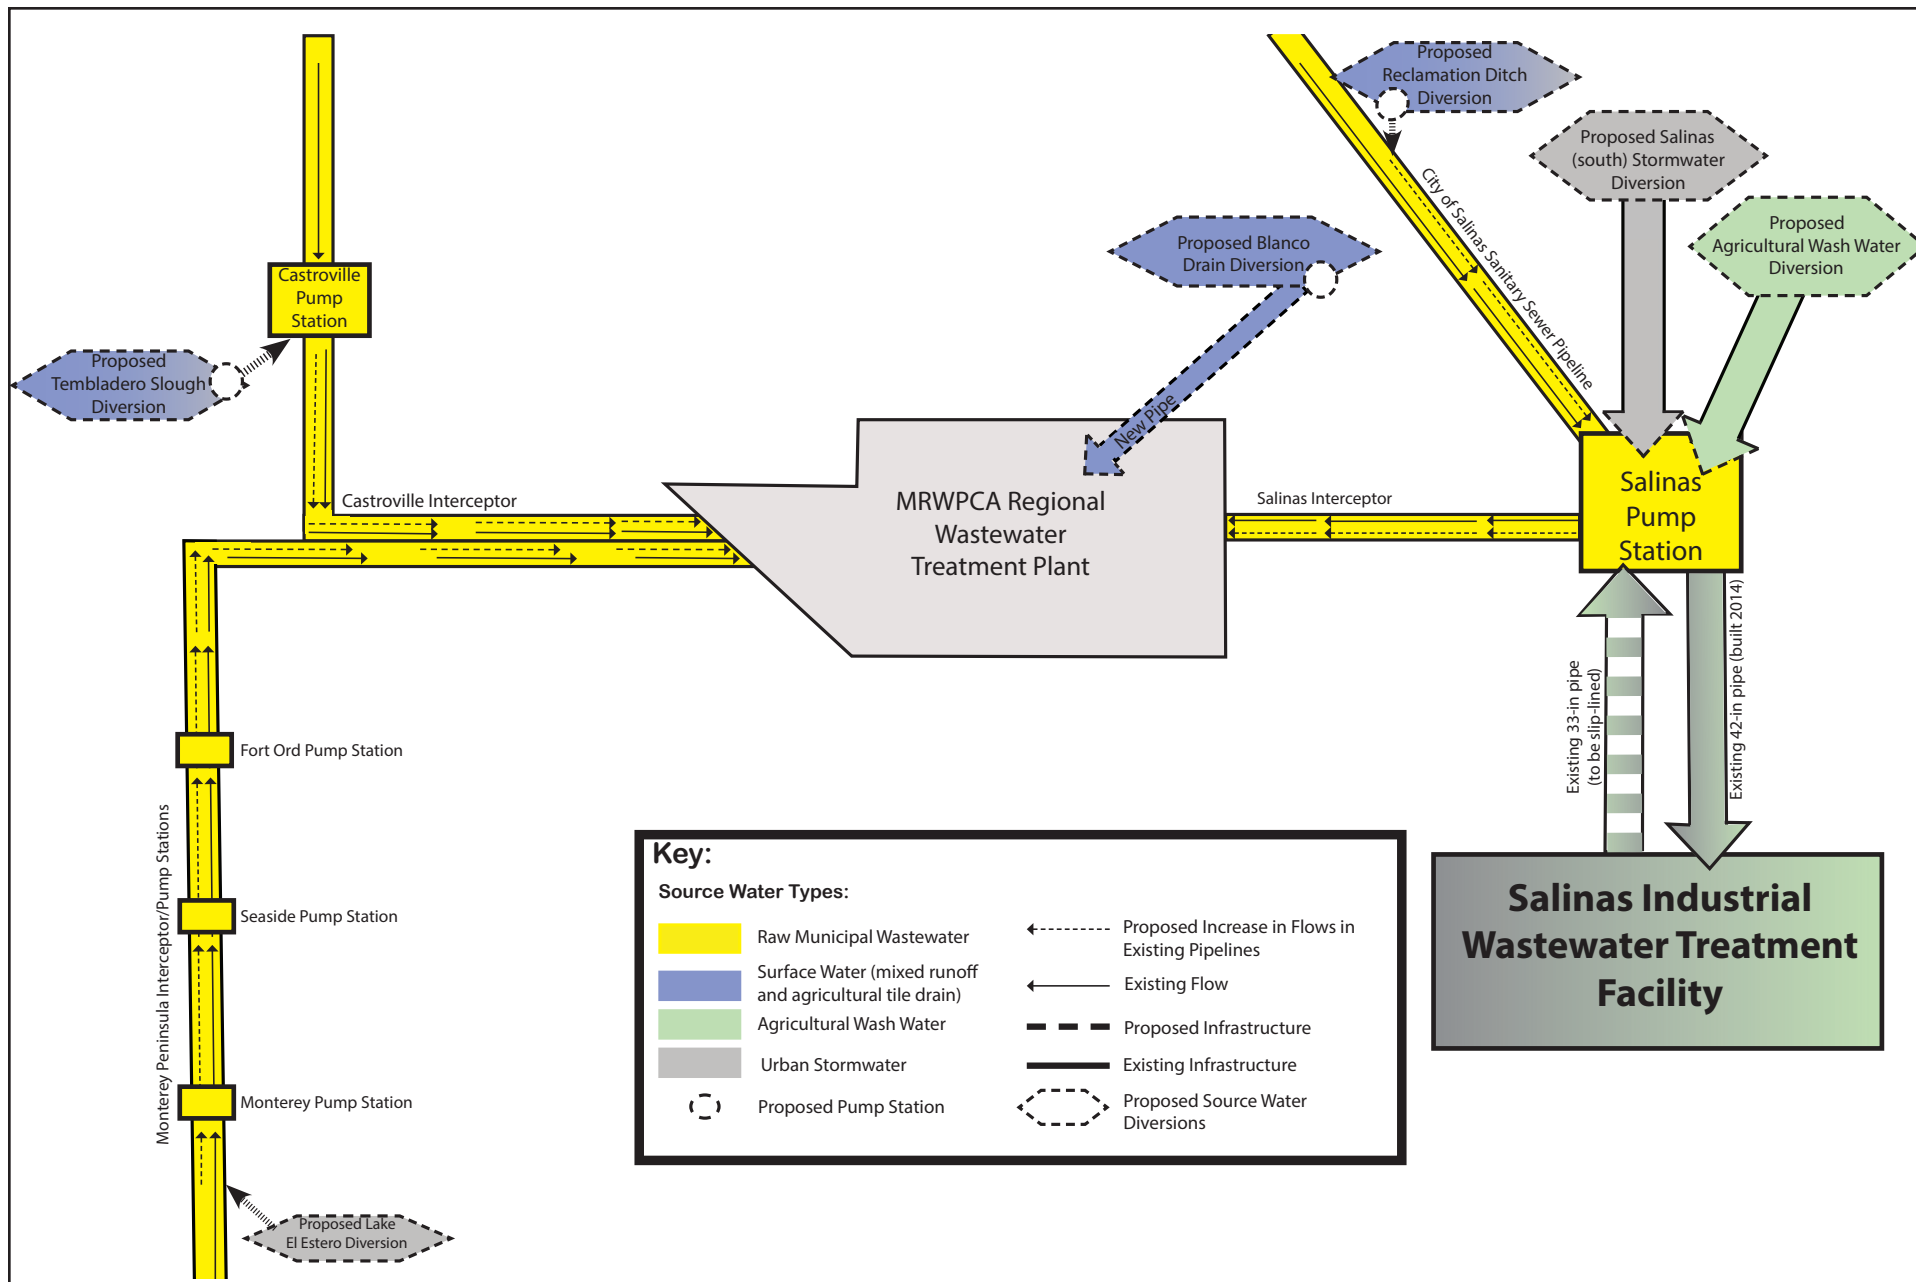 Proposed
Reclamation Ditch
Diversion
Proposed Salinas
(south) Stormwater
Diversion
Proposed
Agricultural Wash Water
Diversion
Proposed Blanco
Drain Diversion
City of Salinas Sanitary Sewer Pipeline
Castroville
Pump
Station
Proposed
Tembladero Slough
Diversion
New Pipe
Castroville Interceptor
MRWPCA Regional
Wastewater
Treatment Plant
Salinas Interceptor
Salinas
Pump
Station
Existing 33-in pipe
(to be slip-lined)
Existing 42-in pipe (built 2014)
Fort Ord Pump Station
Seaside Pump Station
Monterey Pump Station
Monterey Peninsula Interceptor/Pump Stations
Proposed Lake
El Estero Diversion
Salinas Industrial
Wastewater Treatment
Facility
Key:
Source Water Types:
Raw Municipal Wastewater
Surface Water (mixed runoff
and agricultural tile drain)
Agricultural Wash Water
Urban Stormwater
Proposed Pump Station
Proposed Increase in Flows in
Existing Pipelines
Existing Flow
Proposed Infrastructure
Existing Infrastructure
Proposed Source Water
Diversions